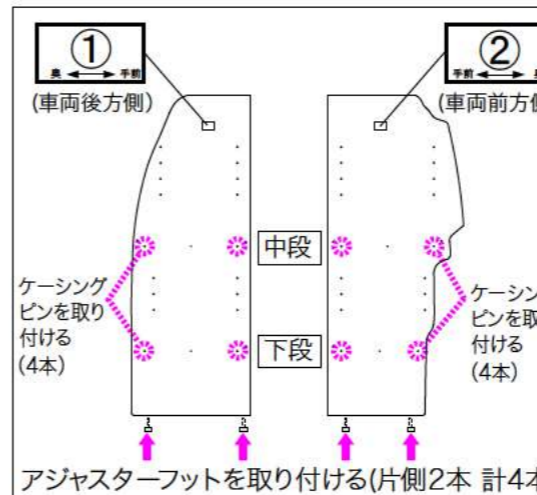 ①
奥 ⟷ 手前
(車両後方側)
②
手前 ⟷
(車両前方側
中段
ケーシング
ピンを取り
付ける
(4本)
ケーシン
ピンを取
付ける
(4本)
下段
アジャスターフットを取り付ける(片側2本 計4本